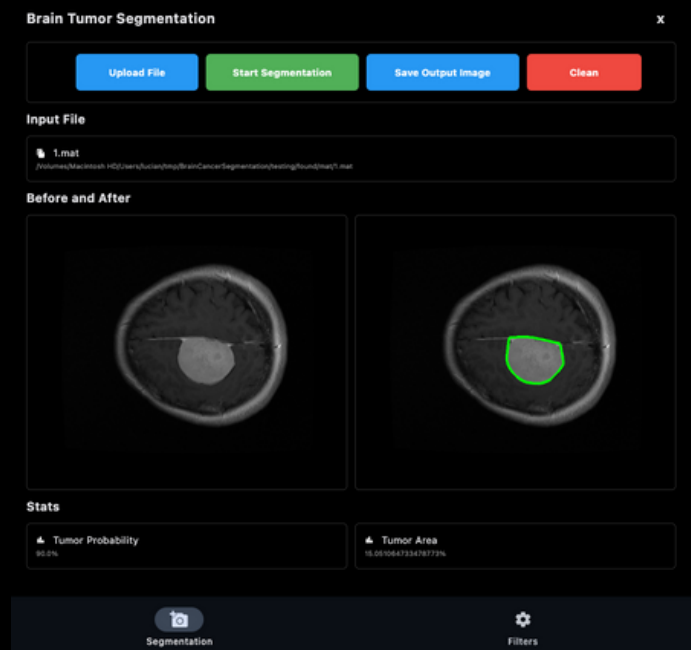 Brain Tumor Segmentation
x
Upload File
Start Segmentation
Save Output Image
Clean
Input File
1.mat
/Volumes/Macintosh HD/Users/lucian/tmp/BrainCancerSegmentation/testing/found/mat/1.mat
Before and After
Stats
Tumor Probability
90.0%
Tumor Area
15.051064733478773%
Segmentation
Filters